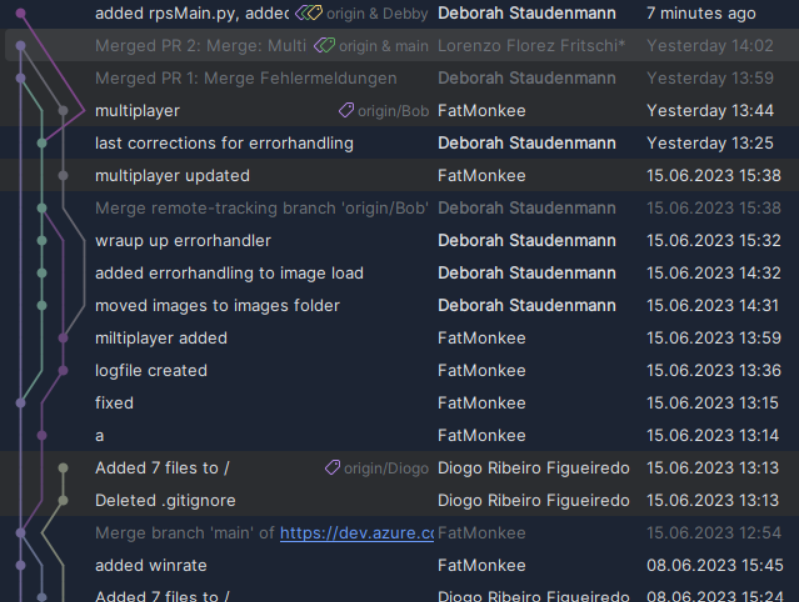 added rpsMain.py, added origin & Debby Deborah Staudenmann 7 minutes ago
Merged PR 2: Merge: Multi origin & main Lorenzo Florez Fritschi* Yesterday 14:02
Merged PR 1: Merge Fehlermeldungen Deborah Staudenmann Yesterday 13:59
multiplayer origin/Bob FatMonkee Yesterday 13:44
last corrections for errorhandling Deborah Staudenmann Yesterday 13:25
multiplayer updated FatMonkee 15.06.2023 15:38
Merge remote-tracking branch 'origin/Bob' Deborah Staudenmann 15.06.2023 15:38
wraup up errorhandler Deborah Staudenmann 15.06.2023 15:32
added errorhandling to image load Deborah Staudenmann 15.06.2023 14:32
moved images to images folder Deborah Staudenmann 15.06.2023 14:31
miltiplayer added FatMonkee 15.06.2023 13:59
logfile created FatMonkee 15.06.2023 13:36
fixed FatMonkee 15.06.2023 13:15
a FatMonkee 15.06.2023 13:14
Added 7 files to / origin/Diogo Diogo Ribeiro Figueiredo 15.06.2023 13:13
Deleted .gitignore Diogo Ribeiro Figueiredo 15.06.2023 13:13
Merge branch 'main' of https://dev.azure.co FatMonkee 15.06.2023 12:54
added winrate FatMonkee 08.06.2023 15:45
Added 7 files to / Diogo Ribeiro Figueiredo 08.06.2023 15:24